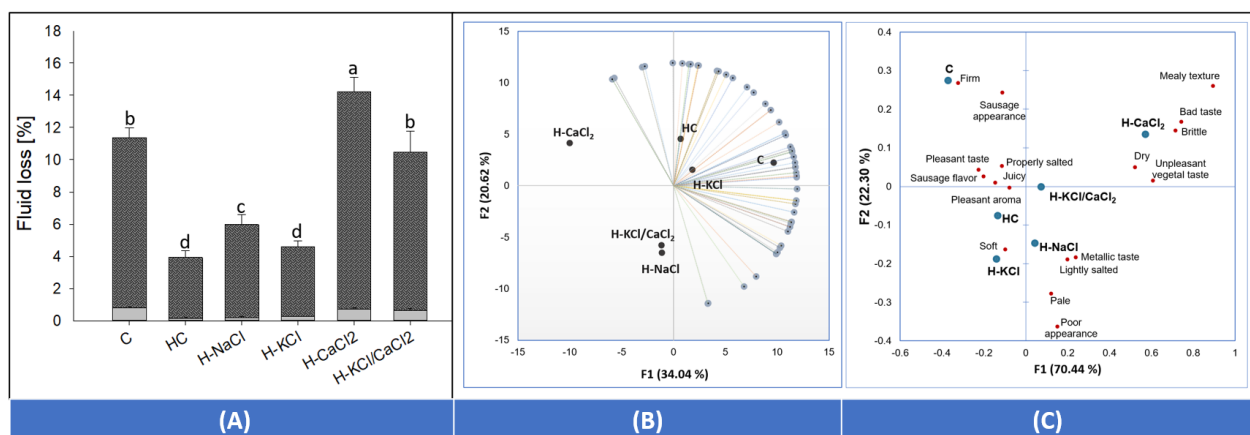 18
16
14
12
10
8
6
4
2
0
Fluid loss [%]
b
d
c
d
a
b
C
HC
H-NaCl
H-KCl
H-CaCl2
H-KCl/CaCl2
(A)
15
10
5
0
-5
-10
-15
-15
-10
-5
0
5
10
15
F2 (20.62 %)
F1 (34.04 %)
H-CaCl₂
HC
C
H-KCl
H-KCl/CaCl₂
H-NaCl
(B)
0.4
0.3
0.2
0.1
0
-0.1
-0.2
-0.3
-0.4
-0.6
-0.4
-0.2
0
0.2
0.4
0.6
0.8
1
F2 (22.30 %)
F1 (70.44 %)
C
Firm
Sausage
appearance
Mealy texture
Bad taste
H-CaCl₂
Brittle
Pleasant taste
Properly salted
Dry
Unpleasant
vegetal taste
Sausage flavor
Juicy
Pleasant aroma
H-KCl/CaCl₂
HC
Soft
H-NaCl
H-KCl
Metallic taste
Lightly salted
Pale
Poor
appearance
(C)